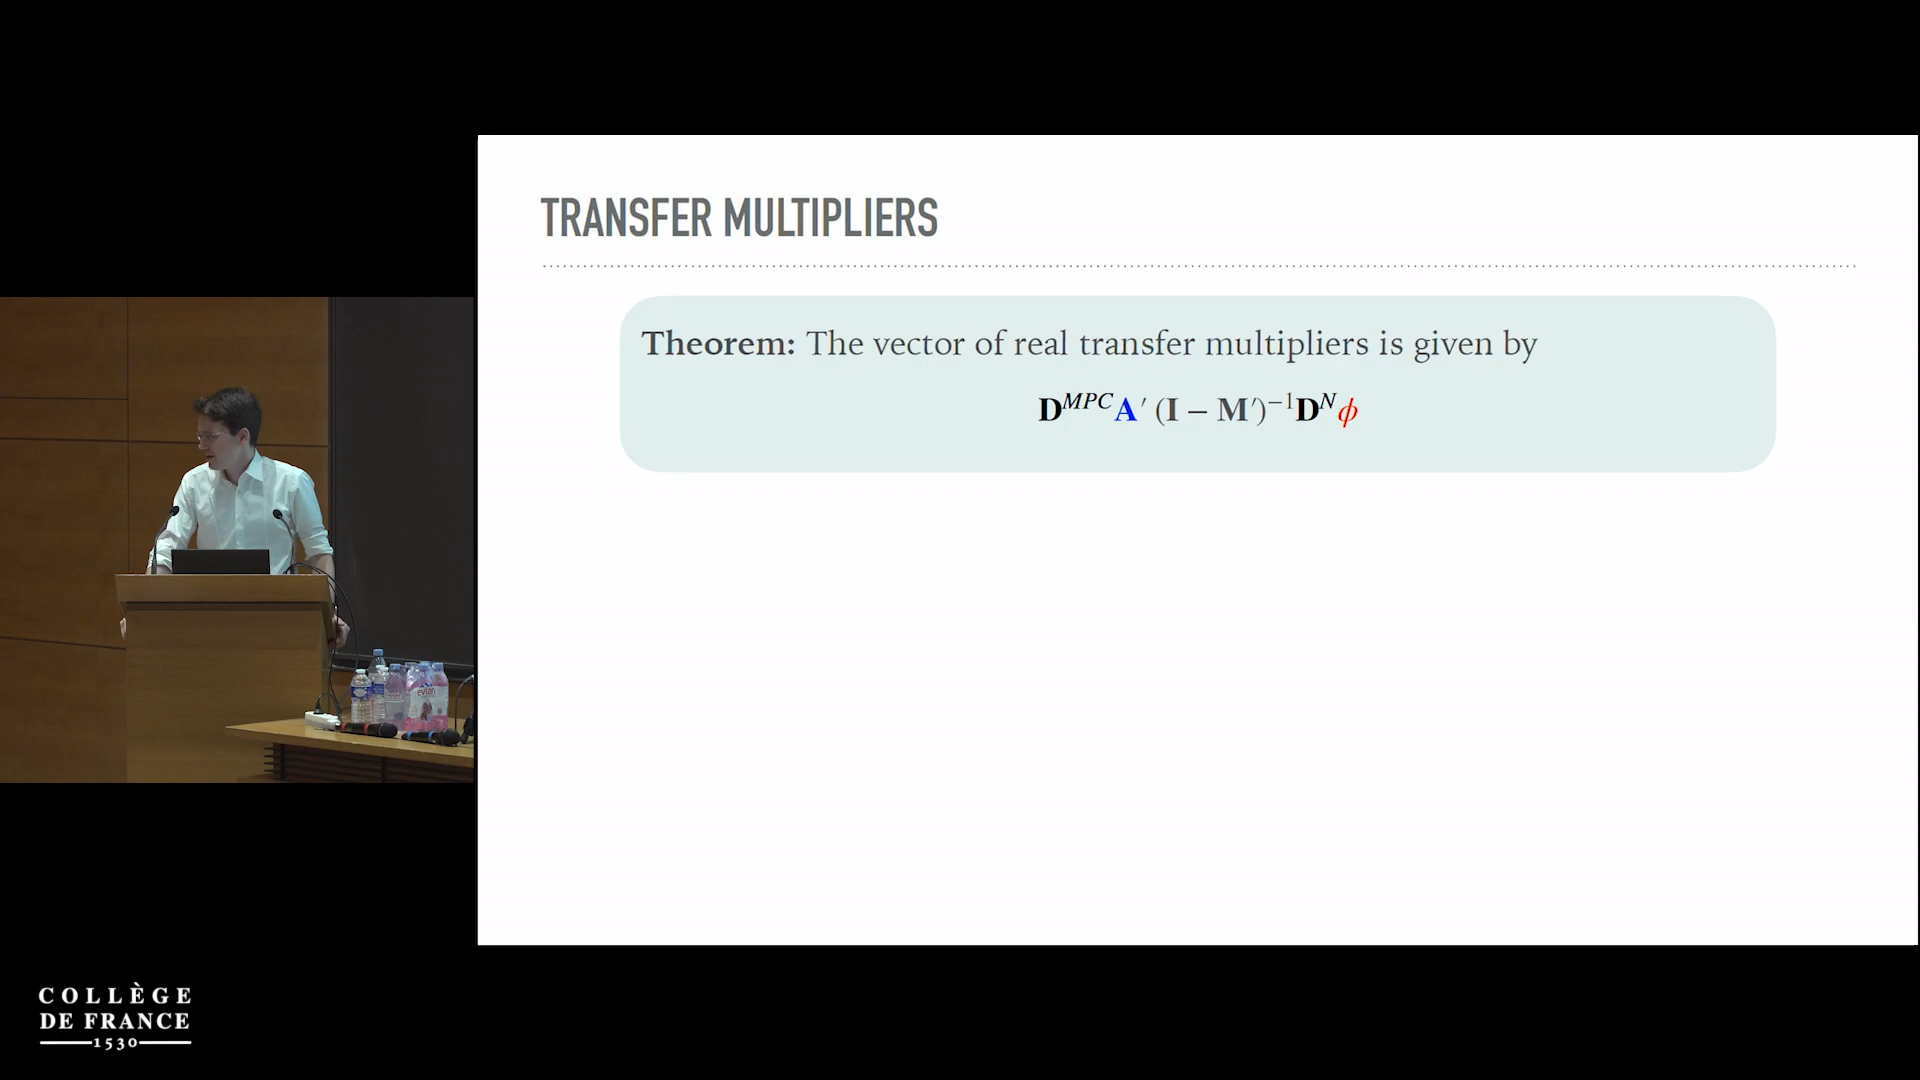 TRANSFER MULTIPLIERS
Theorem: The vector of real transfer multipliers is given by
D^{MPC}A′ (I − M′)^{−1}D^{N}ϕ
evian
COLLÈGE
DE FRANCE
1530